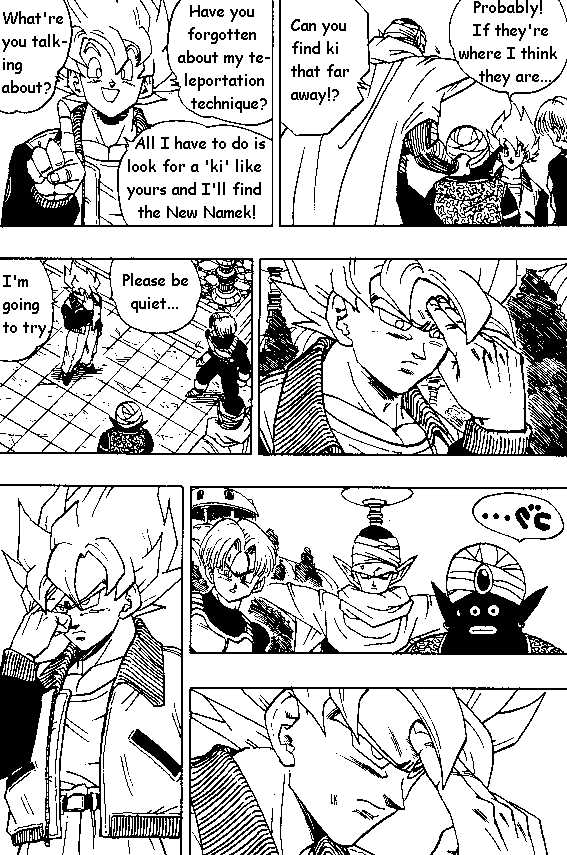 What're
you talk-
ing
about?
Have you
forgotten
about my te-
leportation
technique?
All I have to do is
look for a 'ki' like
yours and I'll find
the New Namek!
Can you
find ki
that far
away!?
Probably!
If they're
where I think
they are...
I'm
going
to try
Please be
quiet...